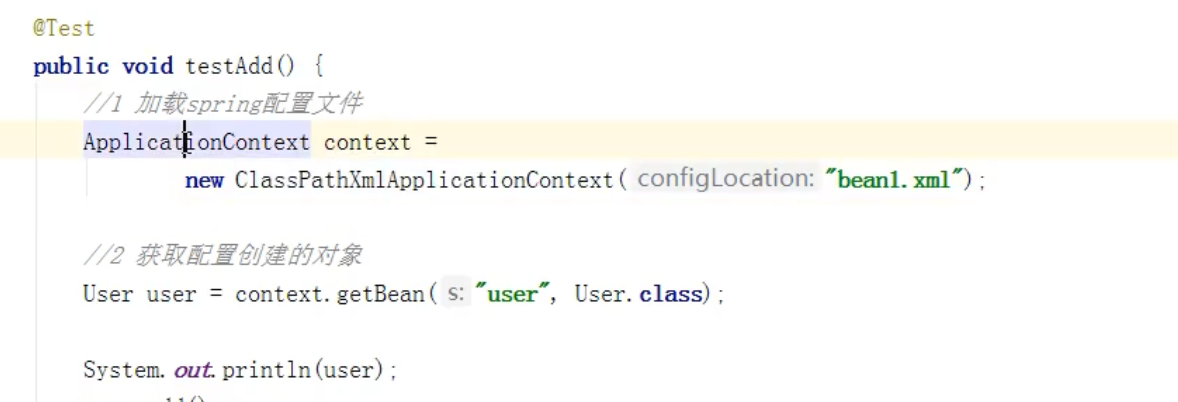 @Test
public void testAdd() {
//1 加载spring配置文件
ApplicationContext context =
new ClassPathXmlApplicationContext( configLocation: "bean1.xml");
//2 获取配置创建的对象
User user = context.getBean( s: "user", User.class);
System.out.println(user);